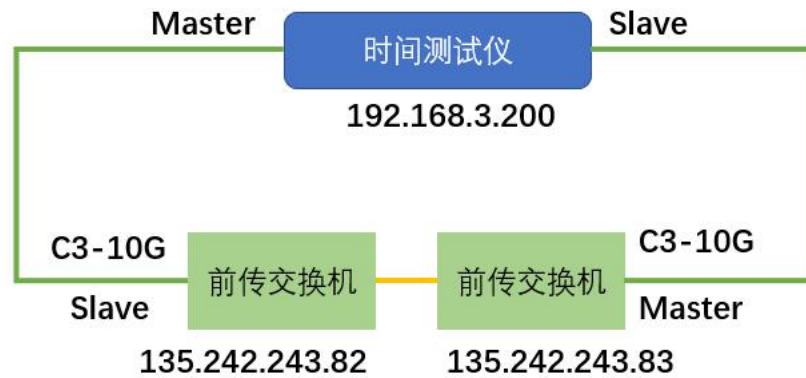 Master
时间测试仪
Slave
192.168.3.200
C3-10G
前传交换机
前传交换机
C3-10G
Slave
Master
135.242.243.82
135.242.243.83